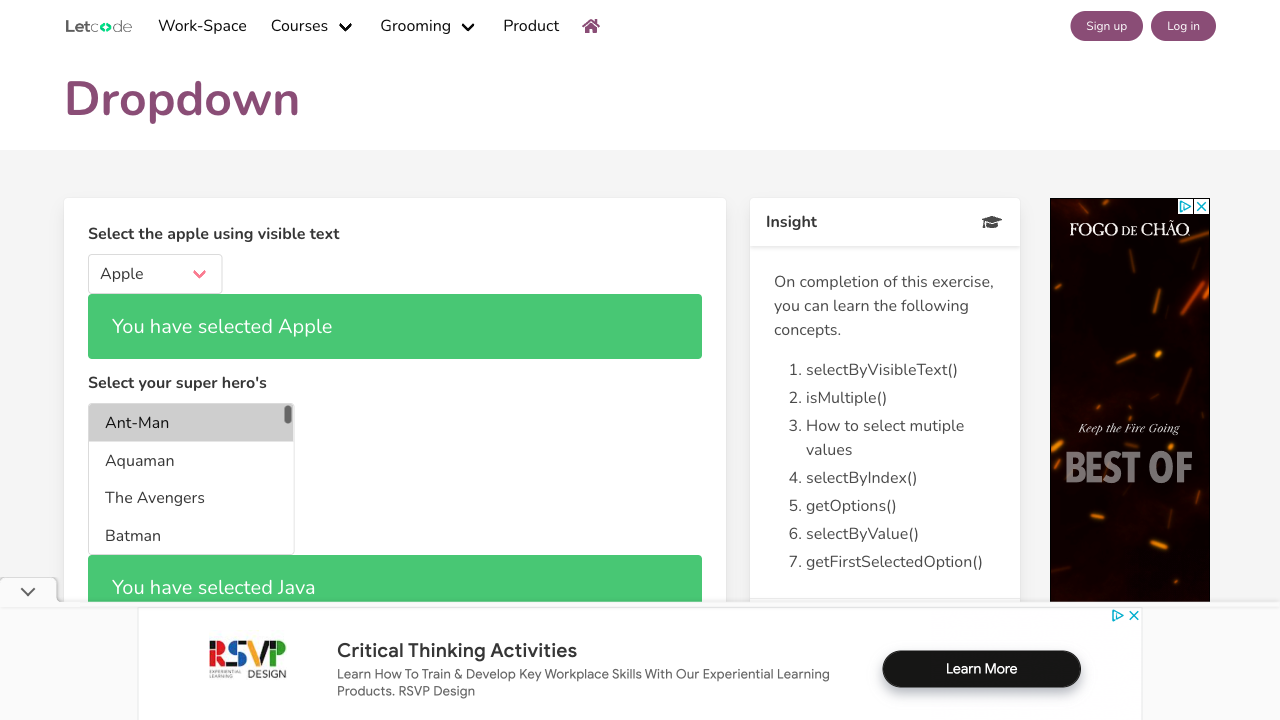 Letcode Work-Space Courses Grooming Product Sign up Log in
Dropdown
Select the apple using visible text
Apple
You have selected Apple
Select your super hero's
Ant-Man
Aquaman
The Avengers
Batman
You have selected Java
Insight
On completion of this exercise,
you can learn the following
concepts.
1. selectByVisibleText()
2. isMultiple()
3. How to select mutiple
values
4. selectByIndex()
5. getOptions()
6. selectByValue()
7. getFirstSelectedOption()
FOGO DE CHÃO
Keep the Fire Going
BEST OF
RSVP
EXPERIENTIAL
LEARNING
DESIGN
Critical Thinking Activities
Learn How To Train & Develop Key Workplace Skills With Our Experiential Learning
Products. RSVP Design
Learn More